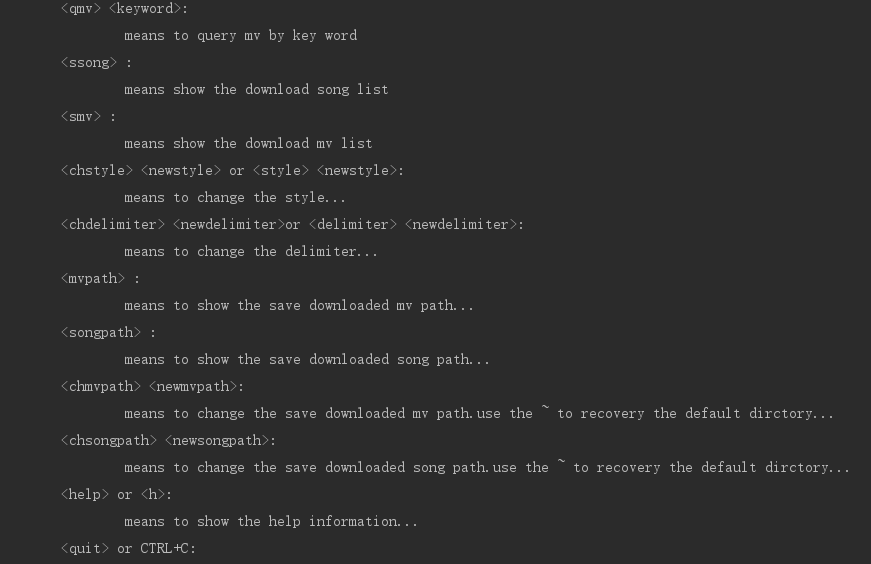 <qmv> <keyword>:
means to query mv by key word
<ssong> :
means show the download song list
<smv> :
means show the download mv list
<chstyle> <newstyle> or <style> <newstyle>:
means to change the style...
<chdelimiter> <newdelimiter>or <delimiter> <newdelimiter>:
means to change the delimiter...
<mvpath> :
means to show the save downloaded mv path...
<songpath> :
means to show the save downloaded song path...
<chmvpath> <newmvpath>:
means to change the save downloaded mv path.use the ~ to recovery the default dirctory...
<chsongpath> <newsongpath>:
means to change the save downloaded song path.use the ~ to recovery the default dirctory...
<help> or <h>:
means to show the help information...
<quit> or CTRL+C: